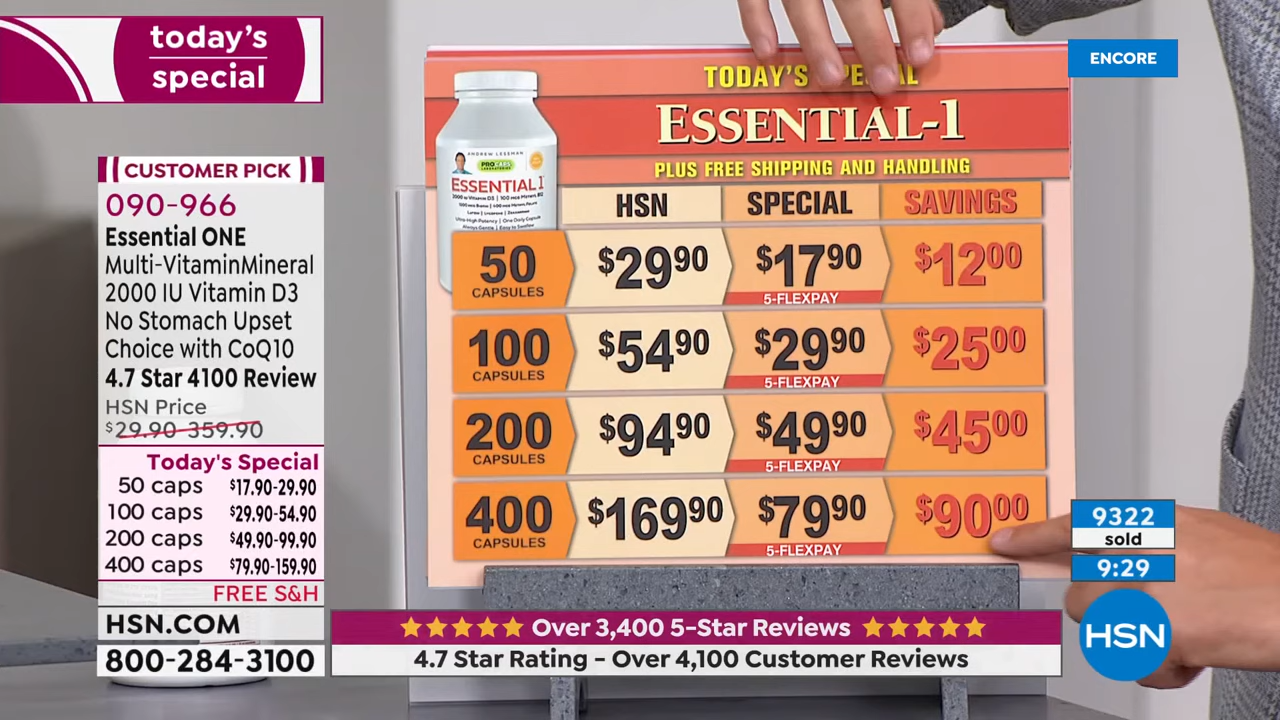 today's
special
CUSTOMER PICK
090-966
Essential ONE
Multi-VitaminMineral
2000 IU Vitamin D3
No Stomach Upset
Choice with CoQ10
4.7 Star 4100 Review
HSN Price
$29.90-359.90
Today's Special
50 caps $17.90-29.90
100 caps $29.90-54.90
200 caps $49.90-99.90
400 caps $79.90-159.90
FREE S&H
HSN.COM
800-284-3100
ENCORE
TODAY'S SPECIAL
ESSENTIAL-1
PLUS FREE SHIPPING AND HANDLING
ANDREW LESSMAN
PROCAPS
LABORATORIES
ESSENTIAL 1
HSN SPECIAL SAVINGS
50 CAPSULES $29.90 $17.90 $12.00
5-FLEXPAY
100 CAPSULES $54.90 $29.90 $25.00
5-FLEXPAY
200 CAPSULES $94.90 $49.90 $45.00
5-FLEXPAY
400 CAPSULES $169.90 $79.90 $90.00
5-FLEXPAY
9322
sold
9:29
HSN
Over 3,400 5-Star Reviews
4.7 Star Rating - Over 4,100 Customer Reviews